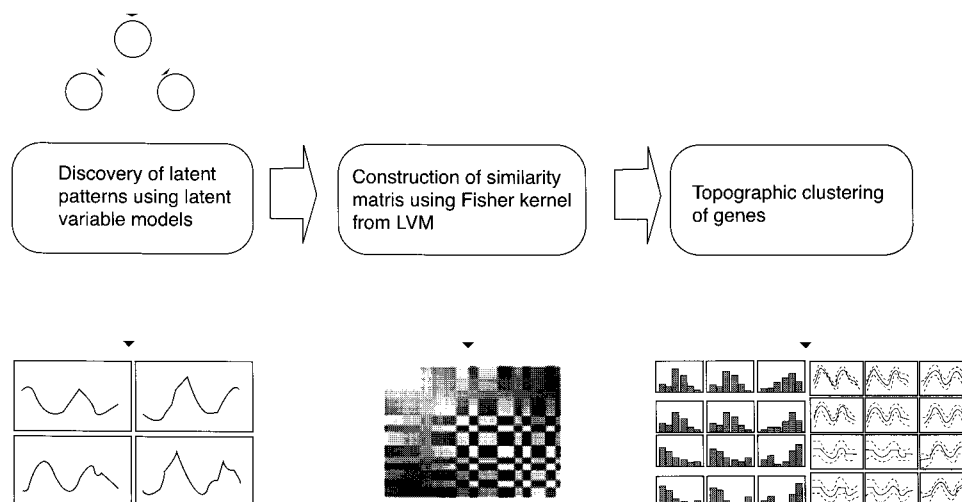 Discovery of latent
patterns using latent
variable models
Construction of similarity
matris using Fisher kernel
from LVM
Topographic clustering
of genes